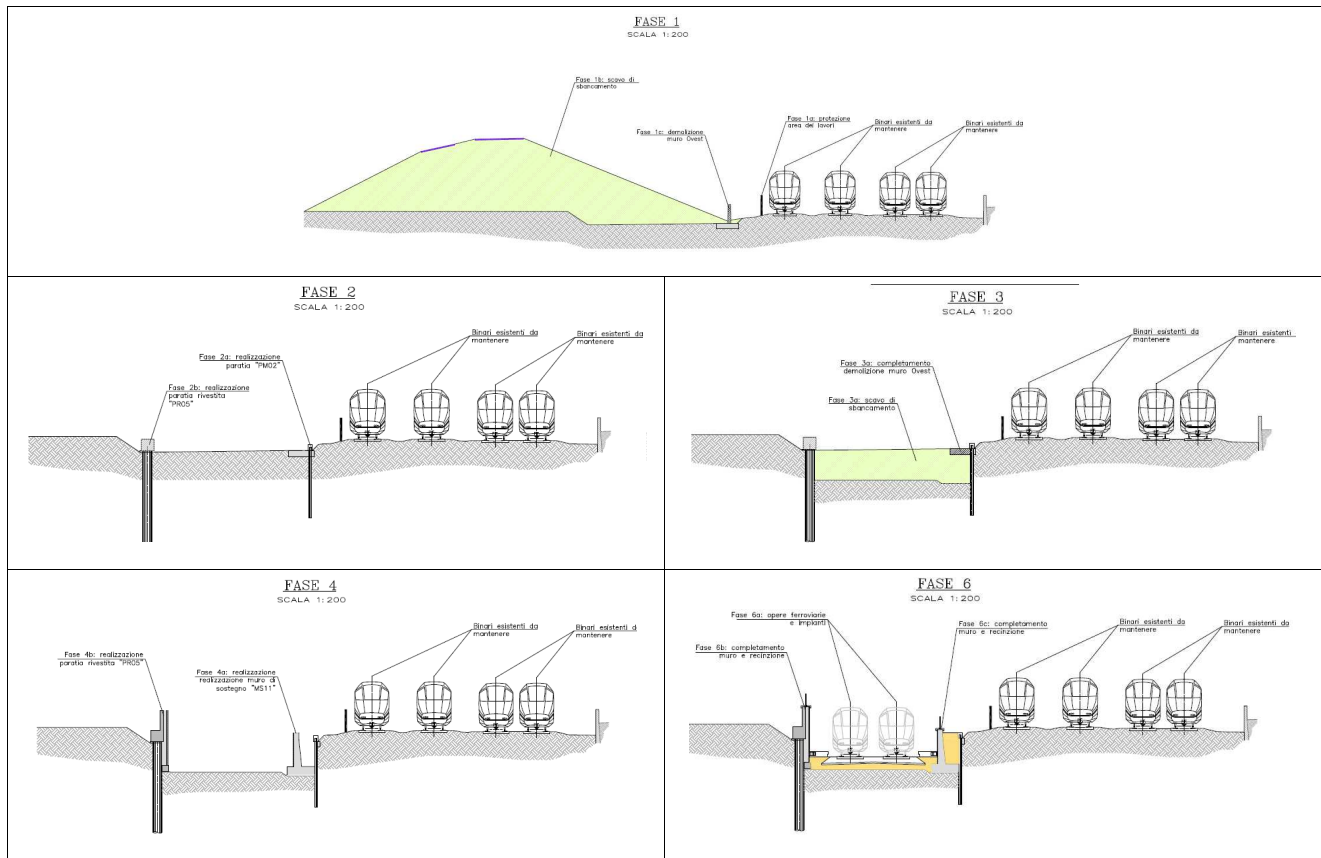 FASE 1
SCALA 1:200
Fase 1b: scavo di
sbancamento
Fase 1c: demolizione
muro Ovest
Fase 1a: protezione
area dei lavori
Binari esistenti da
mantenere
Binari esistenti da
mantenere
FASE 2
SCALA 1:200
Fase 2a: realizzazione
paratia "PM02"
Fase 2b: realizzazione
paratia rivestita
"PR05"
Binari esistenti da
mantenere
Binari esistenti da
mantenere
FASE 3
SCALA 1:200
Fase 3a: completamento
demolizione muro Ovest
Fase 3a: scavo di
sbancamento
Binari esistenti da
mantenere
Binari esistenti
mantenere
FASE 4
SCALA 1:200
Fase 4b: realizzazione
paratia rivestita "PR05"
Fase 4a: realizzazione
realizzazione muro di
sostegno "MS11"
Binari esistenti da
mantenere
Binari esistenti d
mantenere
FASE 6
SCALA 1:200
Fase 6a: opere ferroviarie
e impianti
Fase 6b: completamento
muro e recinzione
Fase 6c: completamento
muro e recinzione
Binari esistenti da
mantenere
Binari esistenti da
mantenere